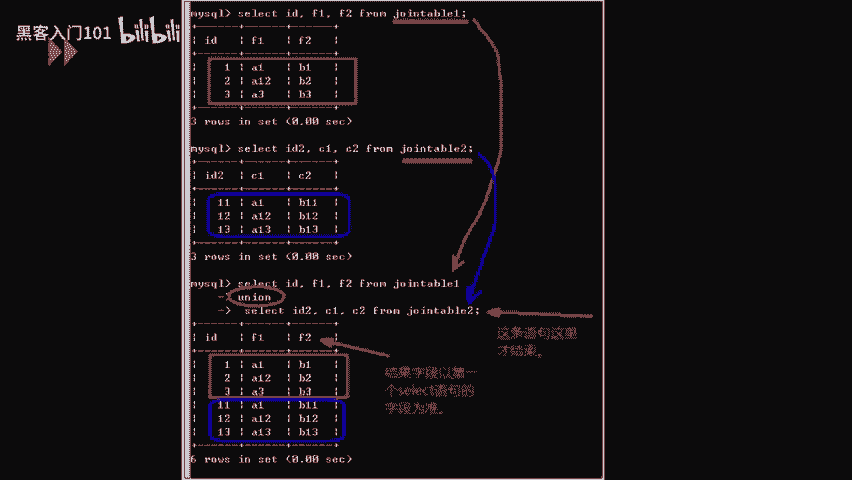 黑客入门101 bilibili
mysql> select id, f1, f2 from jointable1;
| id | f1 | f2 |
| 1 | a1 | b1 |
| 2 | a12 | b2 |
| 3 | a3 | b3 |
3 rows in set (0.00 sec)
mysql> select id2, c1, c2 from jointable2;
| id2 | c1 | c2 |
| 11 | a1 | b11 |
| 12 | a12 | b12 |
| 13 | a13 | b13 |
3 rows in set (0.00 sec)
mysql> select id, f1, f2 from jointable1
-> union
-> select id2, c1, c2 from jointable2;
| id | f1 | f2 |
| 1 | a1 | b1 |
| 2 | a12 | b2 |
| 3 | a3 | b3 |
| 11 | a1 | b11 |
| 12 | a12 | b12 |
| 13 | a13 | b13 |
6 rows in set (0.00 sec)
这条语句这里
才结束。
结果字段以第一
个select语句的
字段为准。